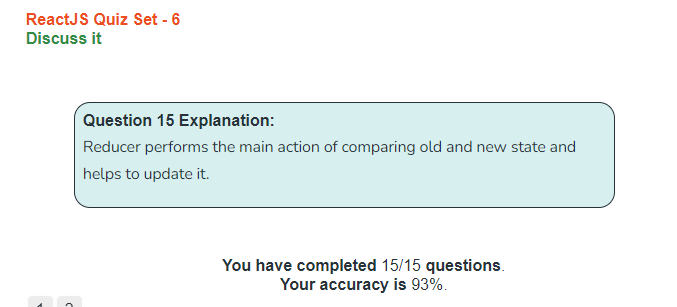 ReactJS Quiz Set - 6
Discuss it
Question 15 Explanation:
Reducer performs the main action of comparing old and new state and
helps to update it.
You have completed 15/15 questions.
Your accuracy is 93%.